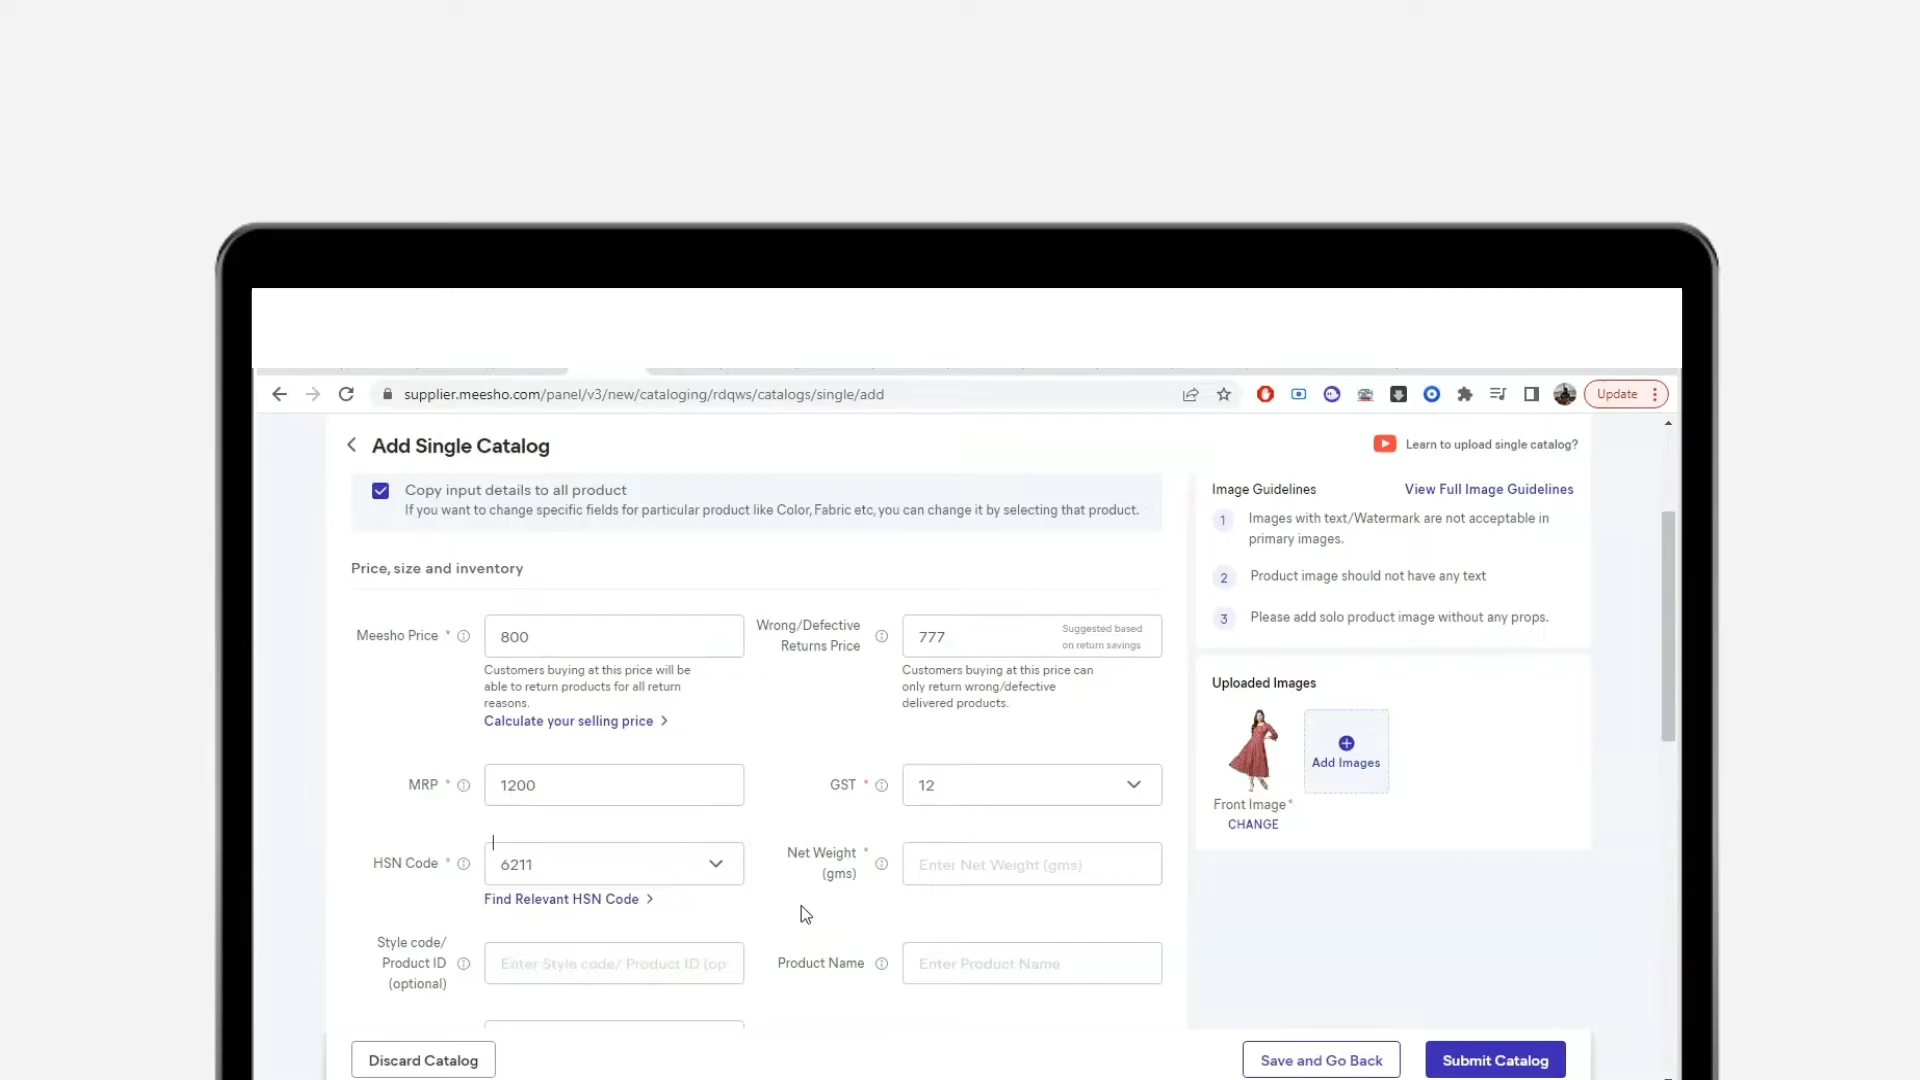 supplier.meesho.com/panel/v3/new/cataloging/rdqws/catalogs/single/add
Update
Add Single Catalog
Learn to upload single catalog?
Copy input details to all product
If you want to change specific fields for particular product like Color, Fabric etc, you can change it by selecting that product.
Price, size and inventory
Meesho Price *
800
Customers buying at this price will be
able to return products for all return
reasons.
Calculate your selling price >
Wrong/Defective
Returns Price
777
Suggested based
on return savings
Customers buying at this price can
only return wrong/defective
delivered products.
MRP *
1200
GST *
12
HSN Code *
6211
Find Relevant HSN Code >
Net Weight *
(gms)
Enter Net Weight (gms)
Style code/
Product ID
(optional)
Enter Style code/ Product ID (op
Product Name
Enter Product Name
Image Guidelines
View Full Image Guidelines
1
Images with text/Watermark are not acceptable in
primary images.
2
Product image should not have any text
3
Please add solo product image without any props.
Uploaded Images
Add Images
Front Image*
CHANGE
Discard Catalog
Save and Go Back
Submit Catalog